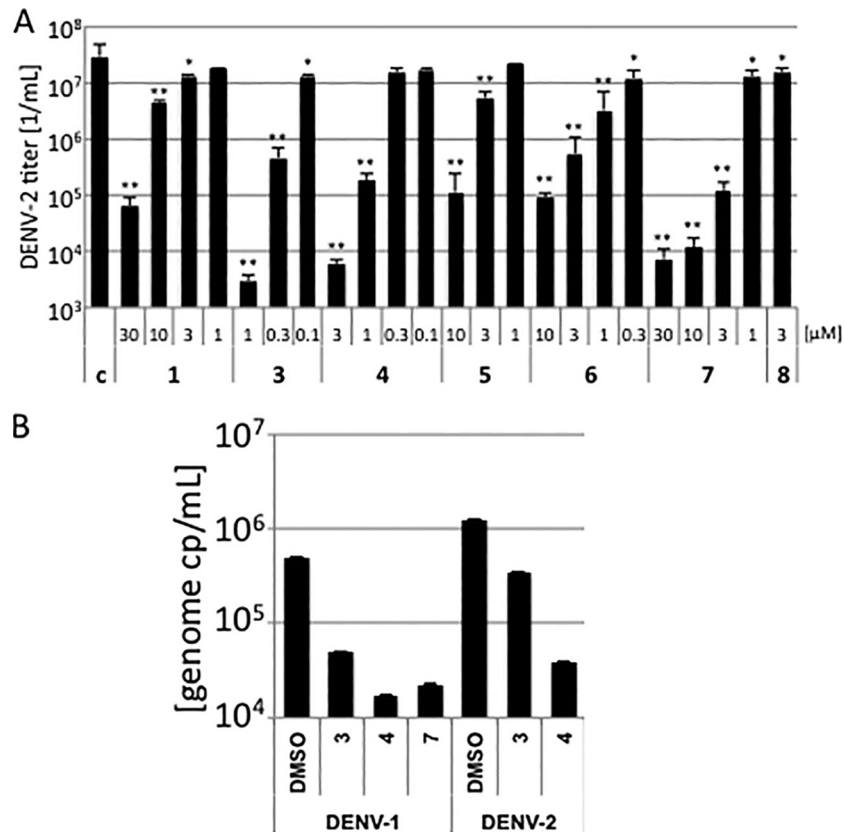 A
DENV-2 titer [1/mL]
10⁸
10⁷
10⁶
10⁵
10⁴
10³
** ** * ** ** * ** ** ** ** ** ** ** * ** ** ** * *
30 10 3 1 1 0.3 0.1 3 1 0.3 0.1 10 3 1 10 3 1 0.3 30 10 3 1 3 [μM]
c 1 3 4 5 6 7 8
B
[genome cp/mL]
10⁷
10⁶
10⁵
10⁴
DMSO 3 4 7 DMSO 3 4
DENV-1 DENV-2